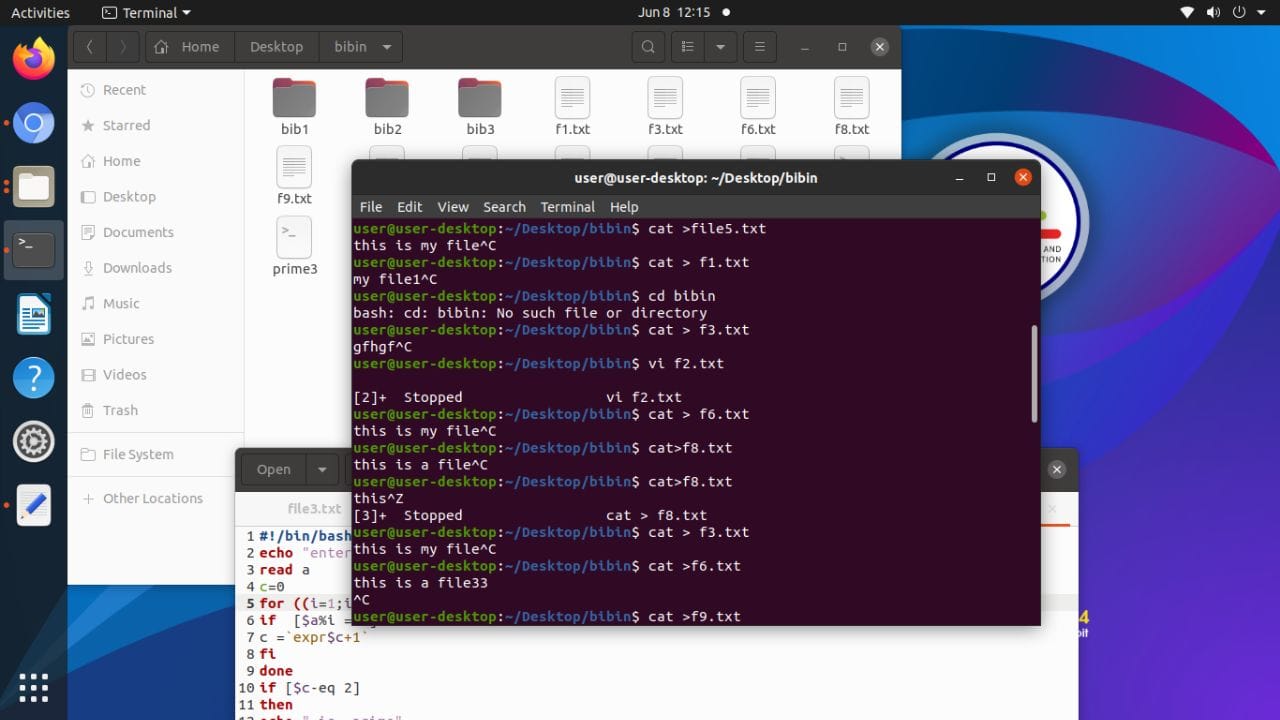 Activities Terminal Jun 8 12:15
Home Desktop bibin
Recent
Starred
Home
Desktop
Documents
Downloads
Music
Pictures
Videos
Trash
File System
Other Locations
bib1 bib2 bib3 f1.txt f3.txt f6.txt f8.txt
f9.txt
>_
prime3
user@user-desktop: ~/Desktop/bibin
File Edit View Search Terminal Help
user@user-desktop:~/Desktop/bibin$ cat >file5.txt
this is my file^C
user@user-desktop:~/Desktop/bibin$ cat > f1.txt
my file1^C
user@user-desktop:~/Desktop/bibin$ cd bibin
bash: cd: bibin: No such file or directory
user@user-desktop:~/Desktop/bibin$ cat > f3.txt
gfhgf^C
user@user-desktop:~/Desktop/bibin$ vi f2.txt
[2]+  Stopped                 vi f2.txt
user@user-desktop:~/Desktop/bibin$ cat > f6.txt
this is my file^C
user@user-desktop:~/Desktop/bibin$ cat>f8.txt
this is a file^C
user@user-desktop:~/Desktop/bibin$ cat>f8.txt
this^Z
[3]+  Stopped                 cat > f8.txt
user@user-desktop:~/Desktop/bibin$ cat > f3.txt
this is my file^C
user@user-desktop:~/Desktop/bibin$ cat >f6.txt
this is a file33
^C
user@user-desktop:~/Desktop/bibin$ cat >f9.txt
Open
file3.txt
1 #!/bin/bash
2 echo "enter
3 read a
4 c=0
5 for ((i=1;i
6 if  [$a%i =
7 c =`expr$c+1`
8 fi
9 done
10 if [$c-eq 2]
11 then
AND
TION
4
bit